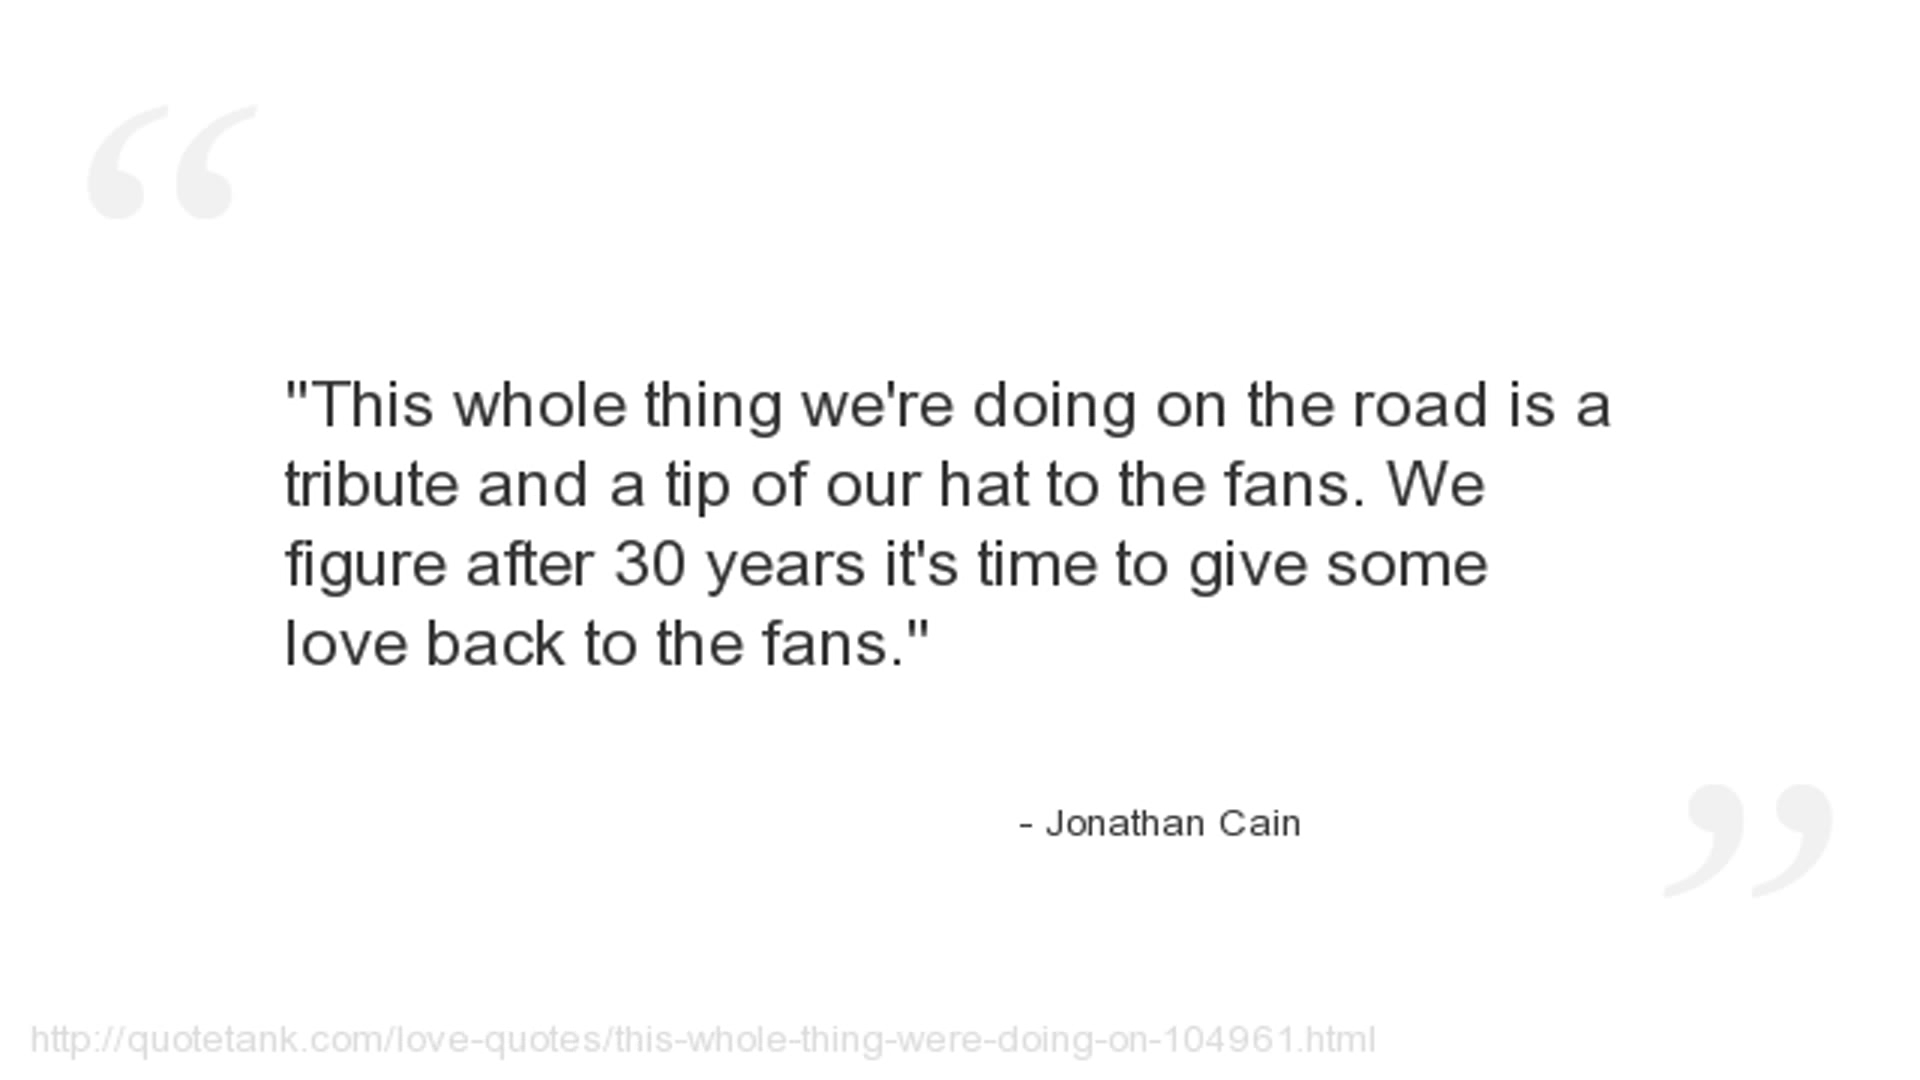 "This whole thing we're doing on the road is a
tribute and a tip of our hat to the fans. We
figure after 30 years it's time to give some
love back to the fans."
- Jonathan Cain
http://quotetank.com/love-quotes/this-whole-thing-were-doing-on-104961.html